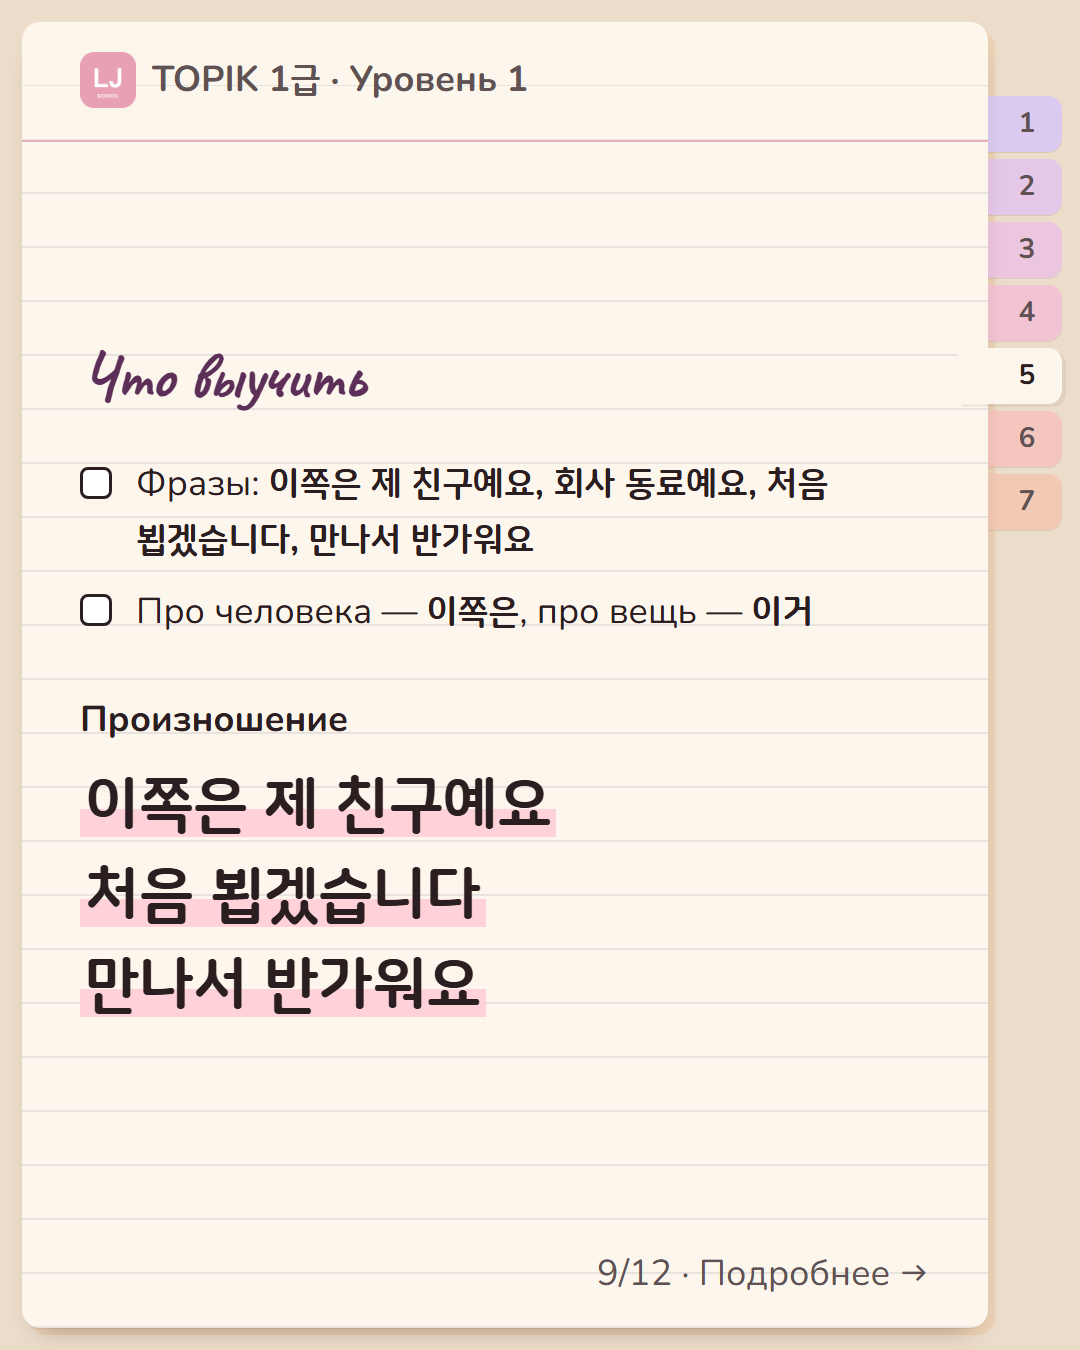 LJ
SCHOOL
TOPIK 1급 · Уровень 1
1
2
3
4
5
6
7
Что выучить
Фразы: 이쪽은 제 친구예요, 회사 동료예요, 처음
뵙겠습니다, 만나서 반가워요
Про человека — 이쪽은, про вещь — 이거
Произношение
이쪽은 제 친구예요
처음 뵙겠습니다
만나서 반가워요
9/12 · Подробнее →